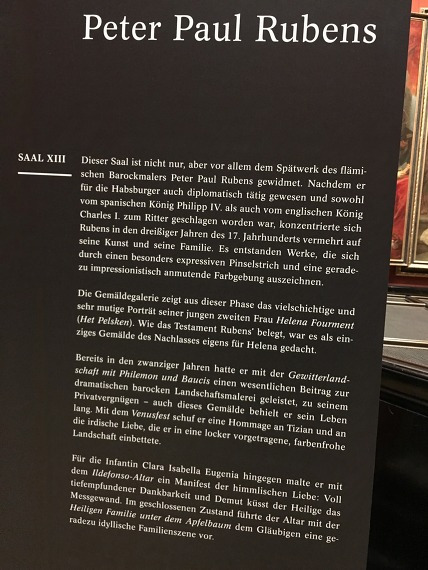 Peter Paul Rubens
SAAL XIII
Dieser Saal ist nicht nur, aber vor allem dem Spätwerk des flämi-
schen Barockmalers Peter Paul Rubens gewidmet. Nachdem er
für die Habsburger auch diplomatisch tätig gewesen und sowohl
vom spanischen König Philipp IV. als auch vom englischen König
Charles I. zum Ritter geschlagen worden war, konzentrierte sich
Rubens in den dreißiger Jahren des 17. Jahrhunderts vermehrt auf
seine Kunst und seine Familie. Es entstanden Werke, die sich
durch einen besonders expressiven Pinselstrich und eine gerade-
zu impressionistisch anmutende Farbgebung auszeichnen.
Die Gemäldegalerie zeigt aus dieser Phase das vielschichtige und
sehr mutige Porträt seiner jungen zweiten Frau Helena Fourment
(Het Pelsken). Wie das Testament Rubens' belegt, war es als ein-
ziges Gemälde des Nachlasses eigens für Helena gedacht.
Bereits in den zwanziger Jahren hatte er mit der Gewitterland-
schaft mit Philemon und Baucis einen wesentlichen Beitrag zur
dramatischen barocken Landschaftsmalerei geleistet, zu seinem
Privatvergnügen – auch dieses Gemälde behielt er sein Leben
lang. Mit dem Venusfest schuf er eine Hommage an Tizian und an
die irdische Liebe, die er in eine locker vorgetragene, farbenfrohe
Landschaft einbettete.
Für die Infantin Clara Isabella Eugenia hingegen malte er mit
dem Ildefonso-Altar ein Manifest der himmlischen Liebe: Voll
tiefempfundener Dankbarkeit und Demut küsst der Heilige das
Messgewand. Im geschlossenen Zustand führte der Altar mit der
Heiligen Familie unter dem Apfelbaum dem Gläubigen eine ge-
radezu idyllische Familienszene vor.